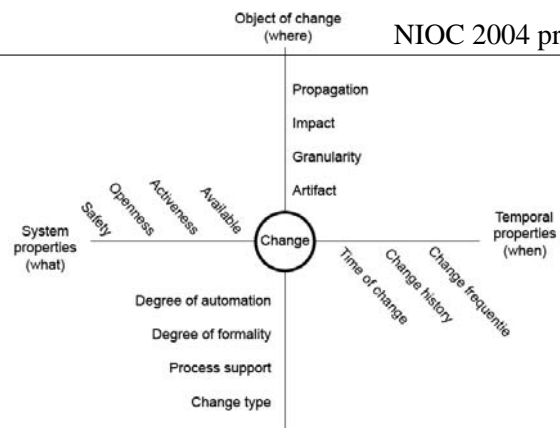 Object of change
(where)
NIOC 2004 pr
Propagation
Impact
Granularity
Artifact
Safety
Openness
Activeness
Available
System
properties
(what)
Change
Temporal
properties
(when)
Time of change
Change history
Change frequentie
Degree of automation
Degree of formality
Process support
Change type